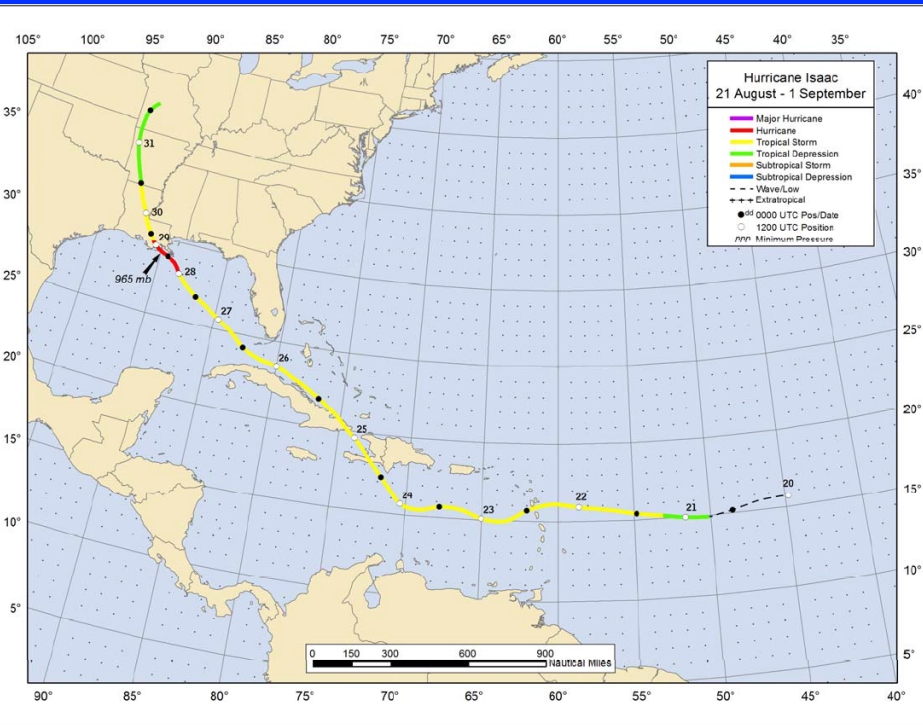 105° 100° 95° 90° 85° 80° 75° 70° 65° 60° 55° 50° 45° 40°
Hurricane Isaac
21 August - 1 September
Major Hurricane
Hurricane
Tropical Storm
Tropical Depression
Subtropical Storm
Subtropical Depression
Wave/Low
Extratropical
dd 0000 UTC Pos/Date
1200 UTC Position
Minimum Pressure
35°
30°
25°
20°
15°
10°
5°
40°
35°
30°
25°
20°
15°
10°
5°
31
30
29
965 mb
28
27
26
25
24
23
22
21
20
0 150 300 600 900
Nautical Miles
90° 85° 80° 75° 70° 65° 60° 55° 50° 45° 40°